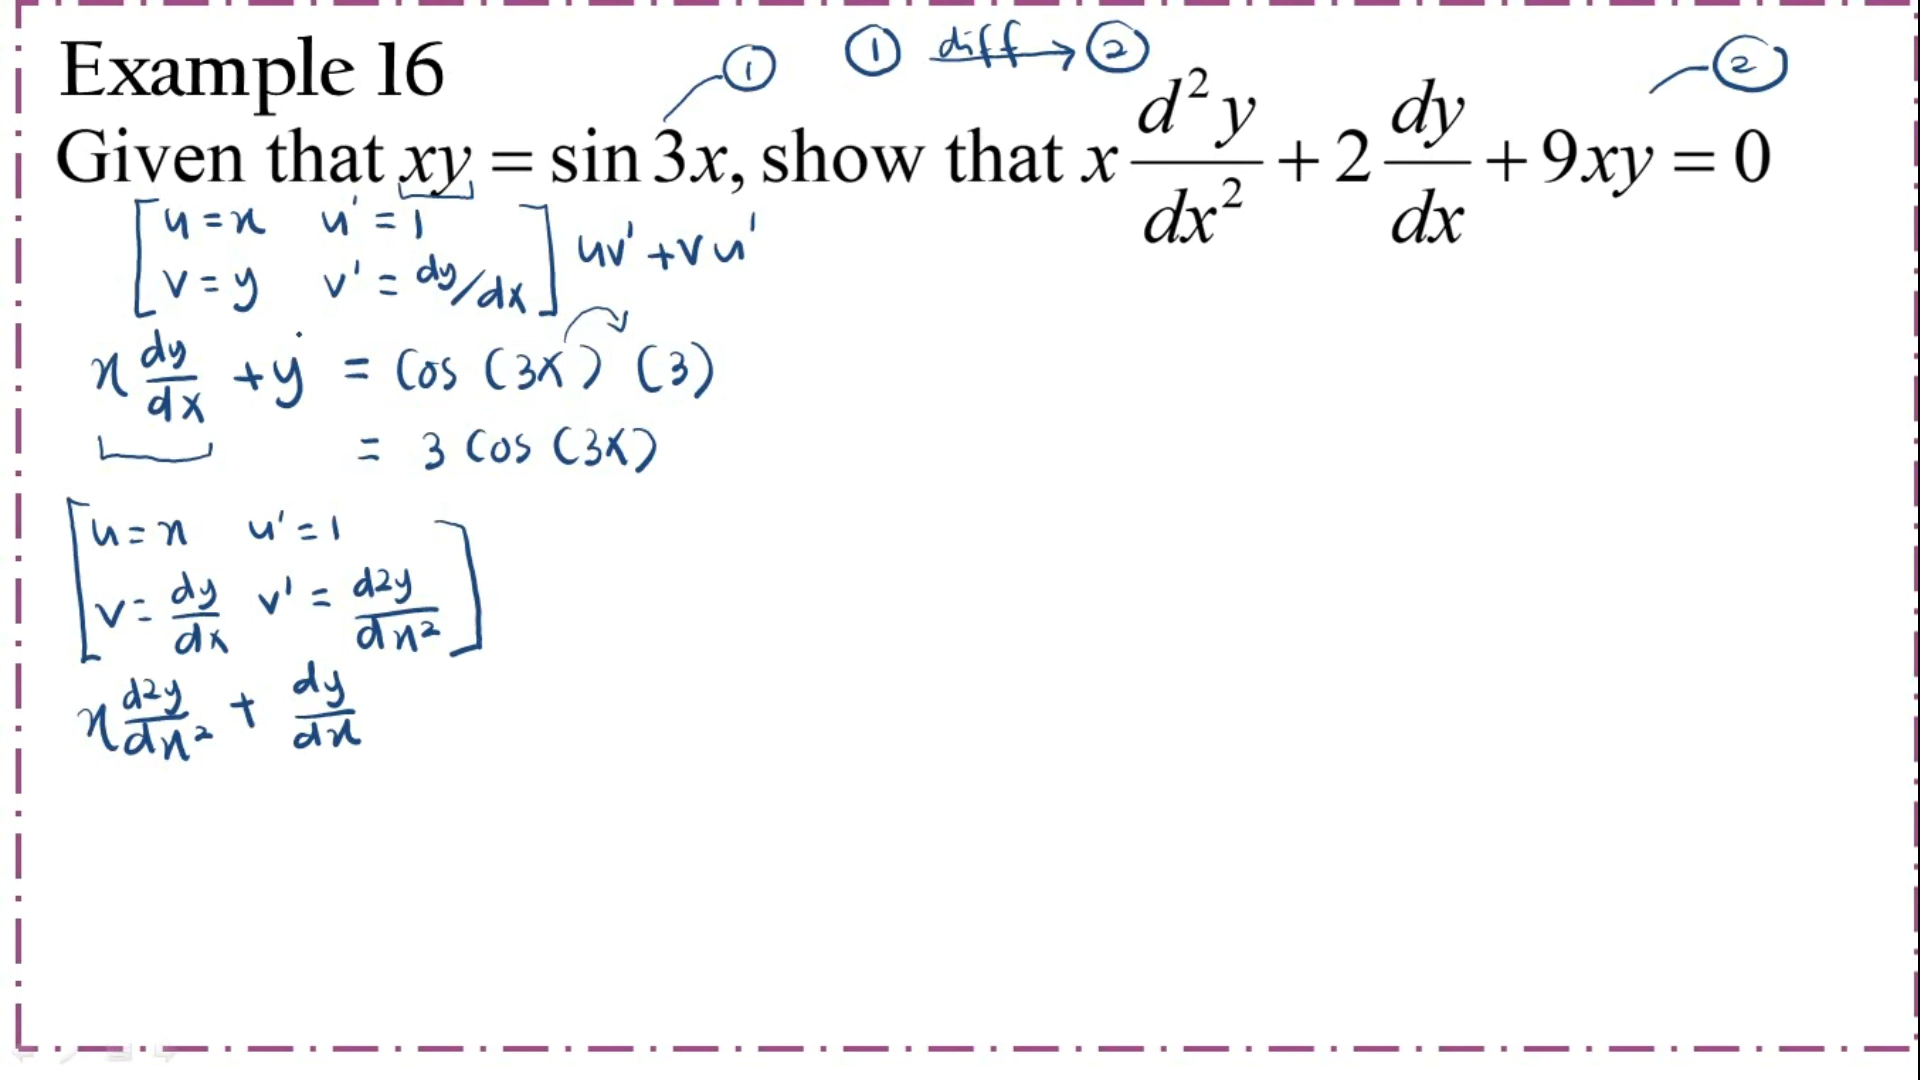 Example 16
① ① diff → ② ②
Given that xy = sin 3x, show that x d²y/dx² + 2 dy/dx + 9xy = 0
[u = x u' = 1
v = y v' = dy/dx] uv' + vu'
x dy/dx + y = cos (3x) (3)
= 3 cos (3x)
[u = x u' = 1
v = dy/dx v' = d2y/dx²]
x d2y/dx² + dy/dx